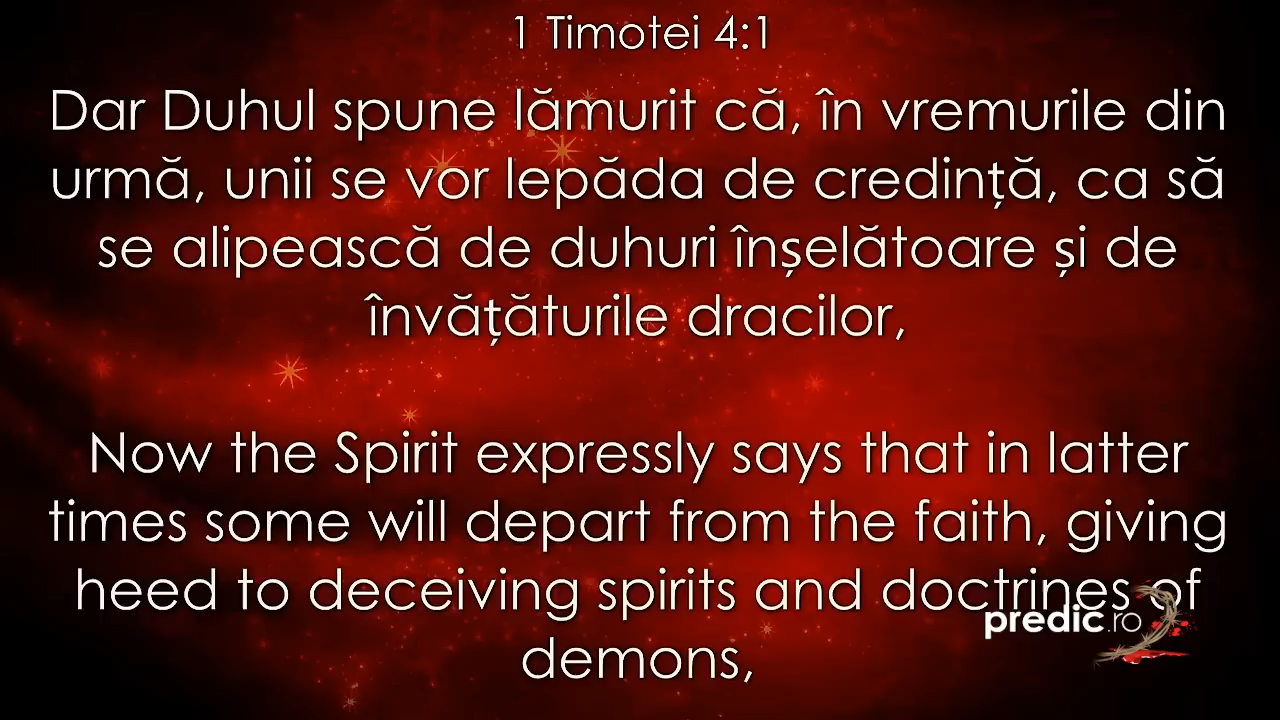 1 Timotei 4:1
Dar Duhul spune lămurit că, în vremurile din
urmă, unii se vor lepăda de credință, ca să
se alipească de duhuri înșelătoare și de
învățăturile dracilor,
Now the Spirit expressly says that in latter
times some will depart from the faith, giving
heed to deceiving spirits and doctrines of
predic.ro
demons,